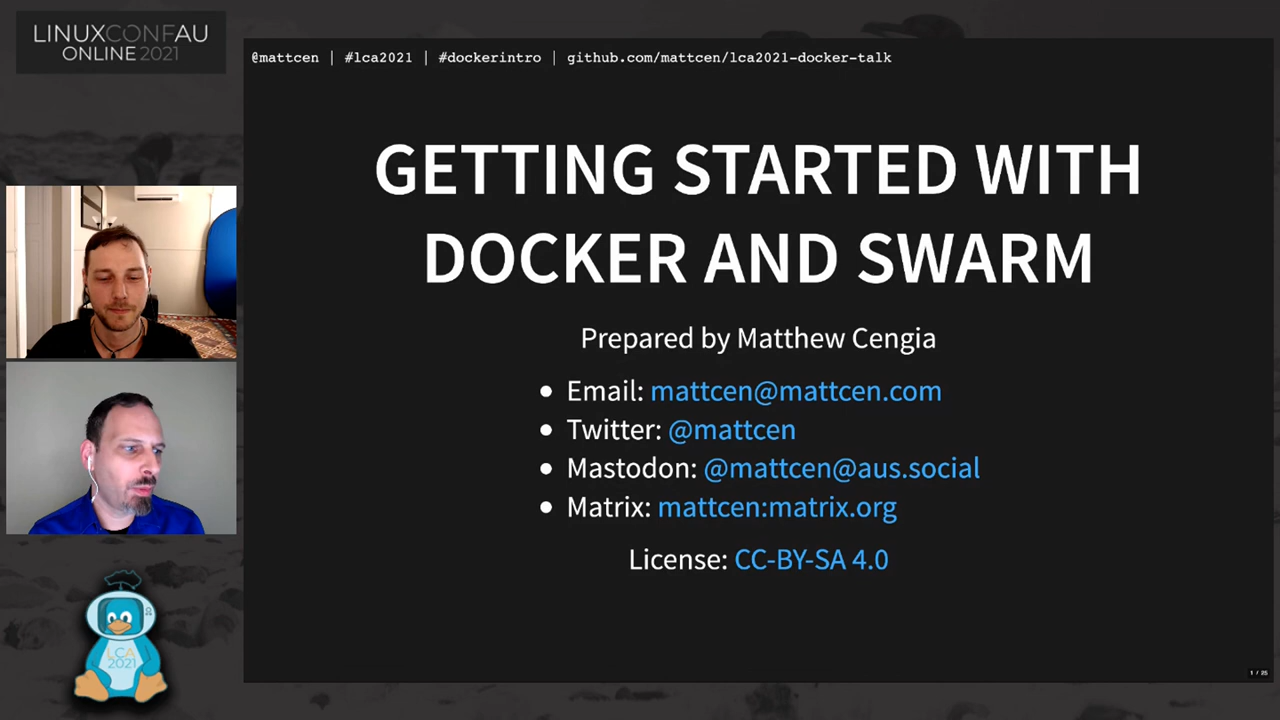 LINUXCONFAU
ONLINE 2021
@mattcen | #lca2021 | #dockerintro | github.com/mattcen/lca2021-docker-talk
GETTING STARTED WITH
DOCKER AND SWARM
Prepared by Matthew Cengia
• Email: mattcen@mattcen.com
• Twitter: @mattcen
• Mastodon: @mattcen@aus.social
• Matrix: mattcen:matrix.org
License: CC-BY-SA 4.0
LCA
2021
1 / 25